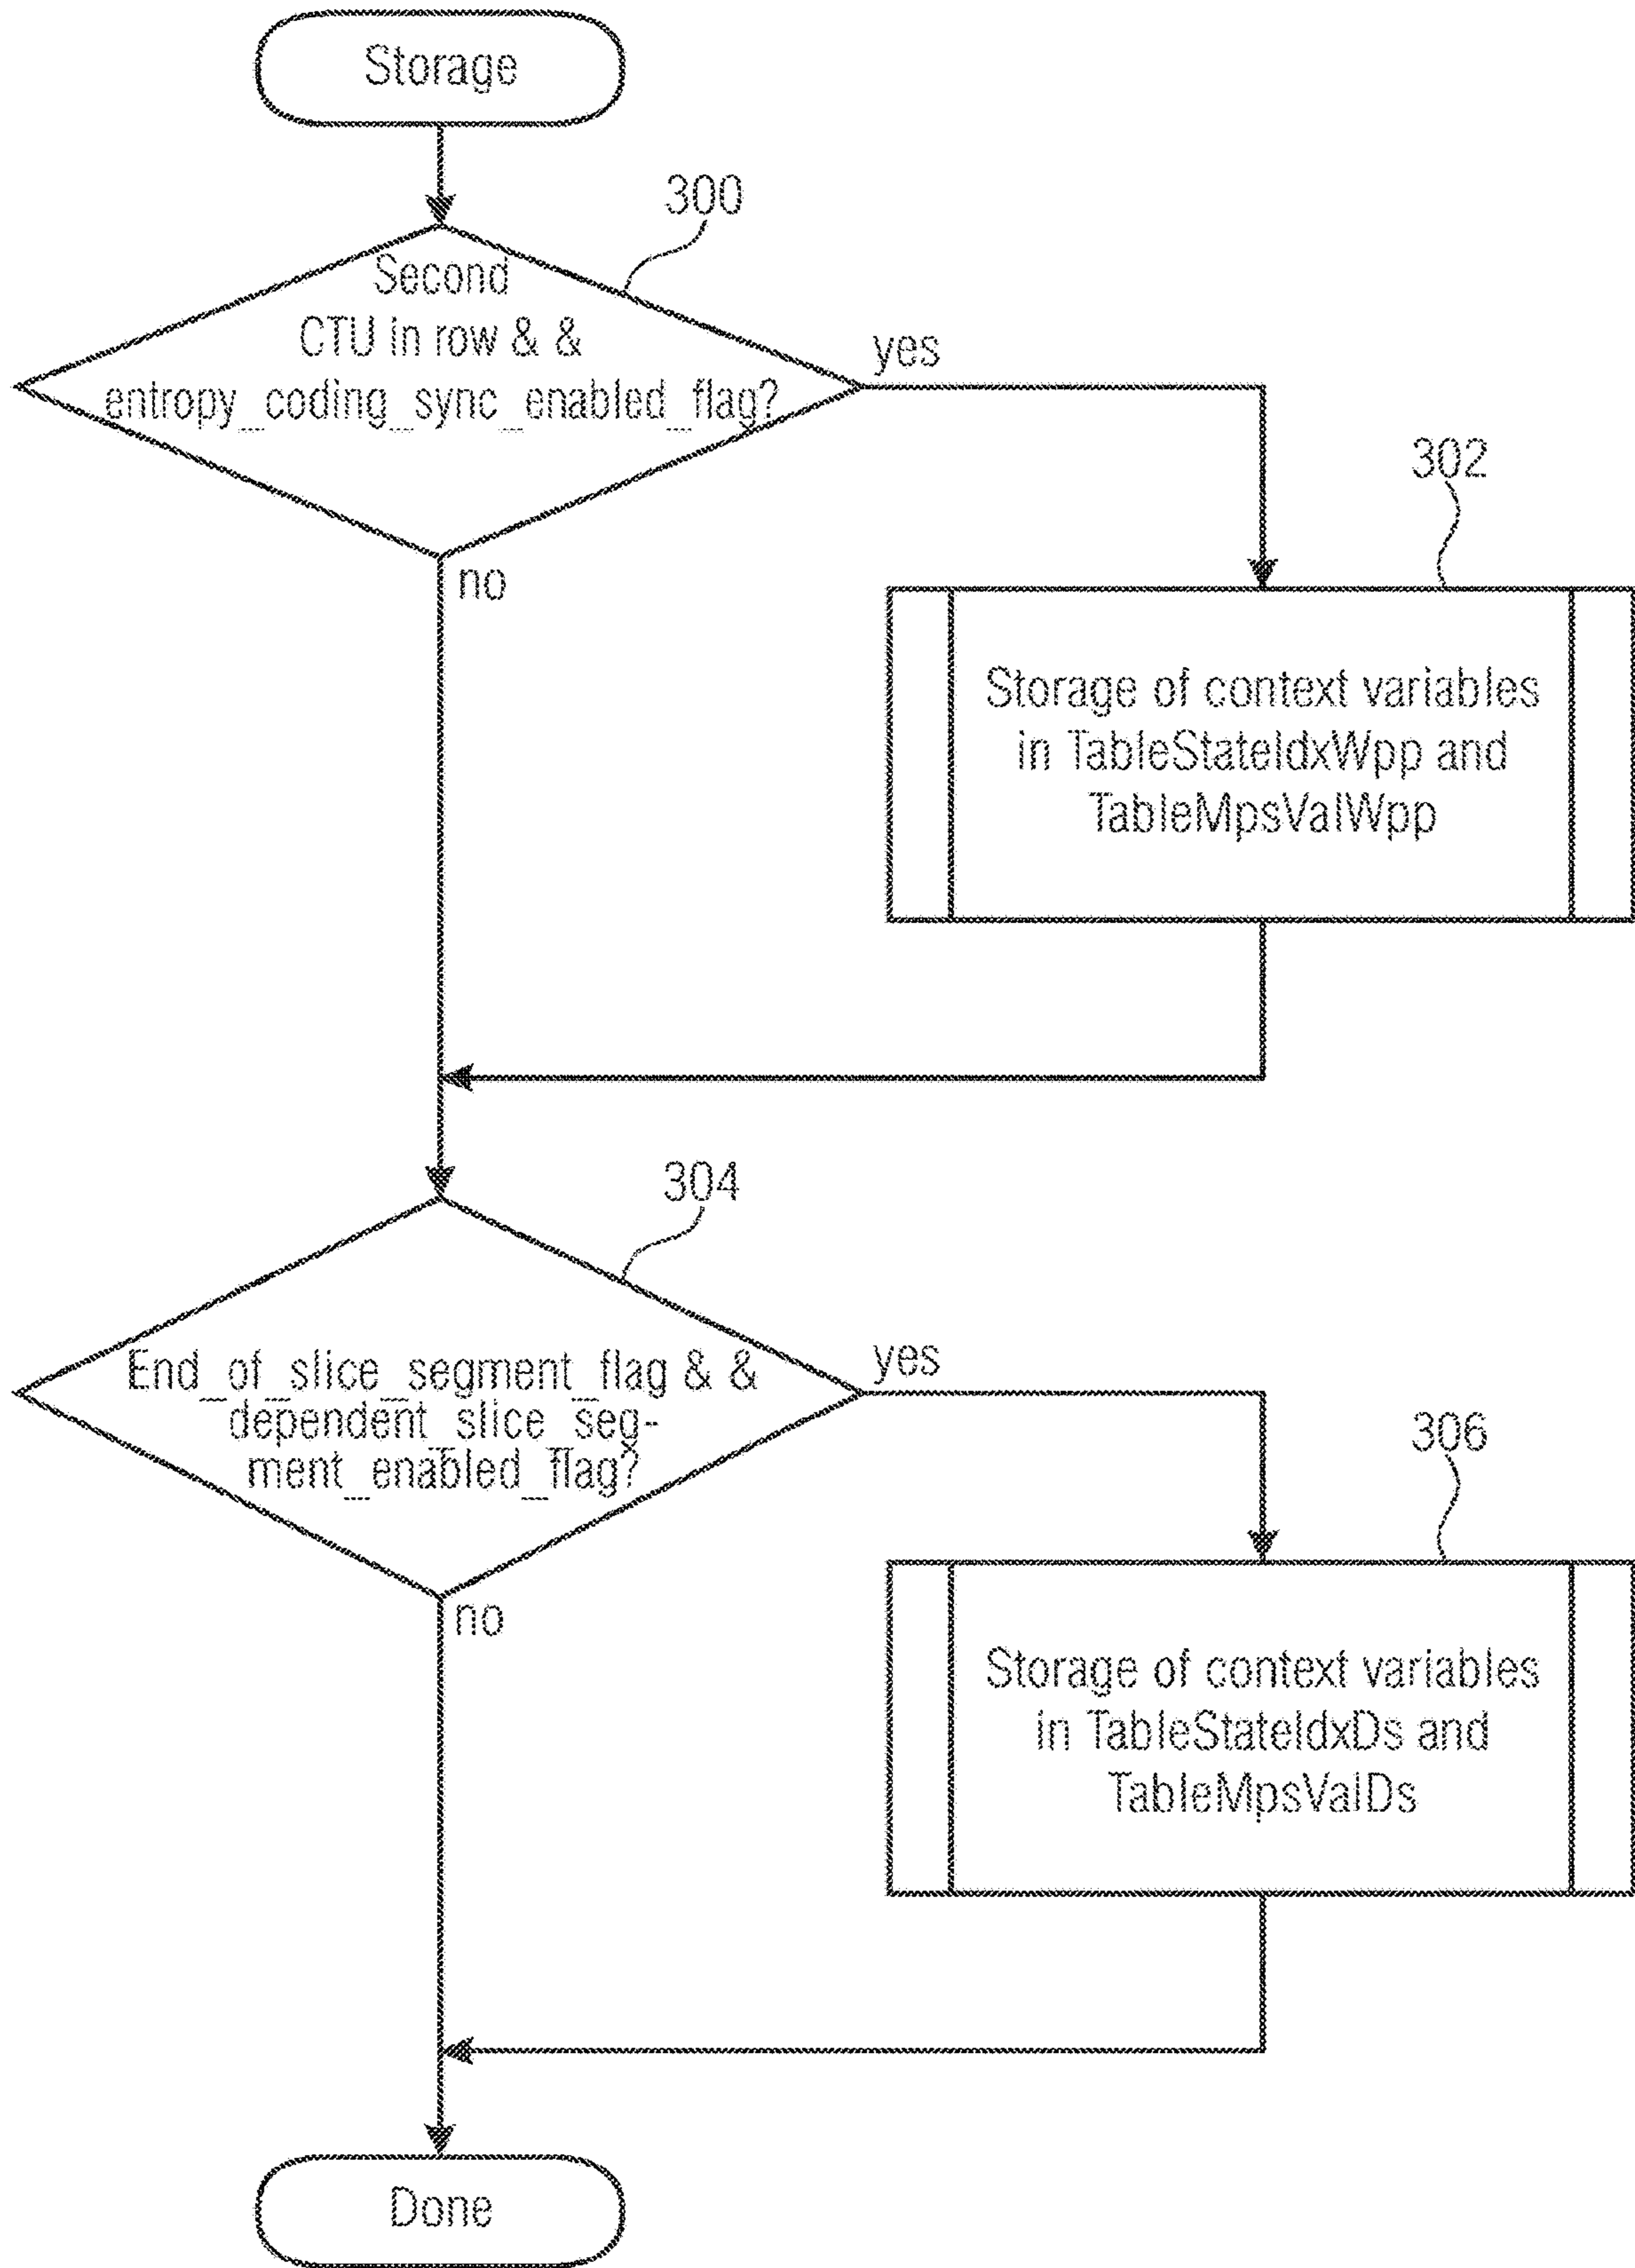 Storage
300
Second
CTU in row & &
entropy_coding_sync_enabled_flag?
yes
302
no
Storage of context variables
in TableStateIdxWpp and
TableMpsValWpp
304
End_of_slice_segment_flag & &
dependent_slice_seg-
ment_enabled_flag?
yes
306
no
Storage of context variables
in TableStateIdxDs and
TableMpsValDs
Done